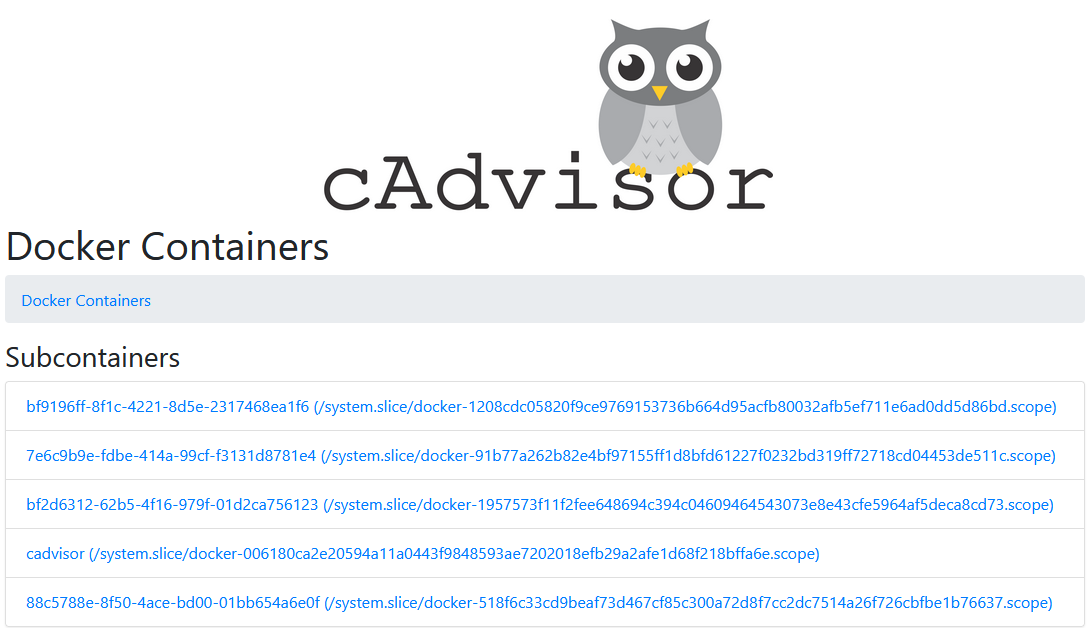 cAdvisor
Docker Containers
Docker Containers
Subcontainers
bf9196ff-8f1c-4221-8d5e-2317468ea1f6 (/system.slice/docker-1208cdc05820f9ce9769153736b664d95acfb80032afb5ef711e6ad0dd5d86bd.scope)
7e6c9b9e-fdbe-414a-99cf-f3131d8781e4 (/system.slice/docker-91b77a262b82e4bf97155ff1d8bfd61227f0232bd319ff72718cd04453de511c.scope)
bf2d6312-62b5-4f16-979f-01d2ca756123 (/system.slice/docker-1957573f11f2fee648694c394c04609464543073e8e43cfe5964af5deca8cd73.scope)
cadvisor (/system.slice/docker-006180ca2e20594a11a0443f9848593ae7202018efb29a2afe1d68f218bffa6e.scope)
88c5788e-8f50-4ace-bd00-01bb654a6e0f (/system.slice/docker-518f6c33cd9beaf73d467cf85c300a72d8f7cc2dc7514a26f726cbfbe1b76637.scope)